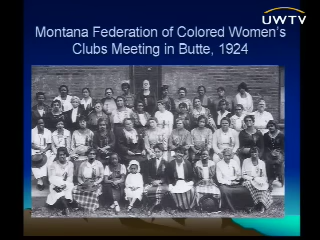 UWTV
Montana Federation of Colored Women's
Clubs Meeting in Butte, 1924